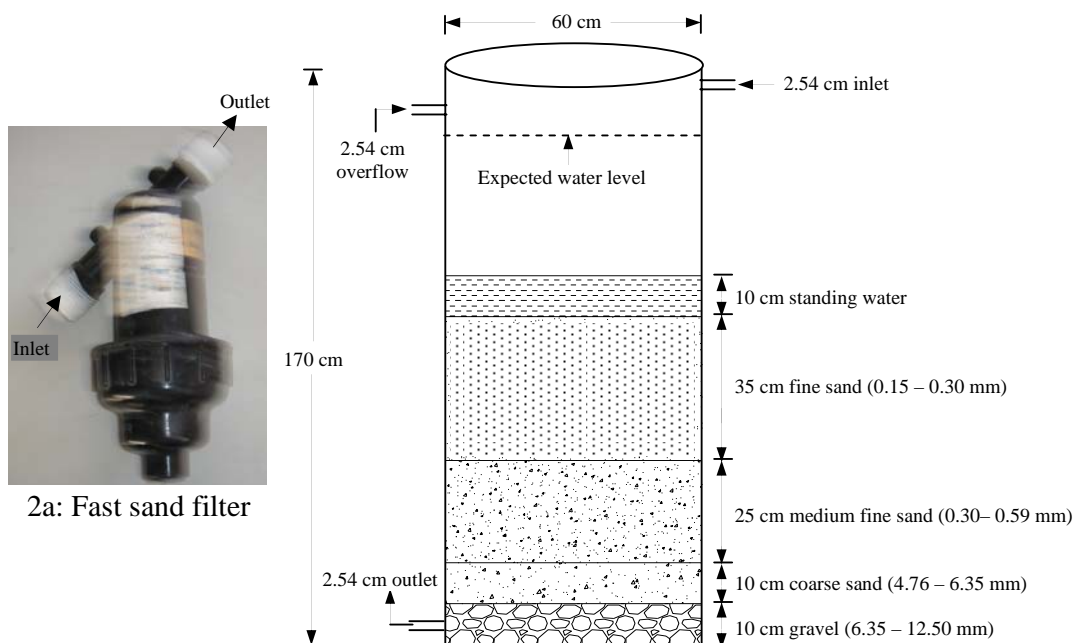 60 cm
Outlet
2.54 cm inlet
2.54 cm
overflow
Expected water level
10 cm standing water
Inlet
170 cm
35 cm fine sand (0.15 – 0.30 mm)
2a: Fast sand filter
25 cm medium fine sand (0.30– 0.59 mm)
2.54 cm outlet
10 cm coarse sand (4.76 – 6.35 mm)
10 cm gravel (6.35 – 12.50 mm)